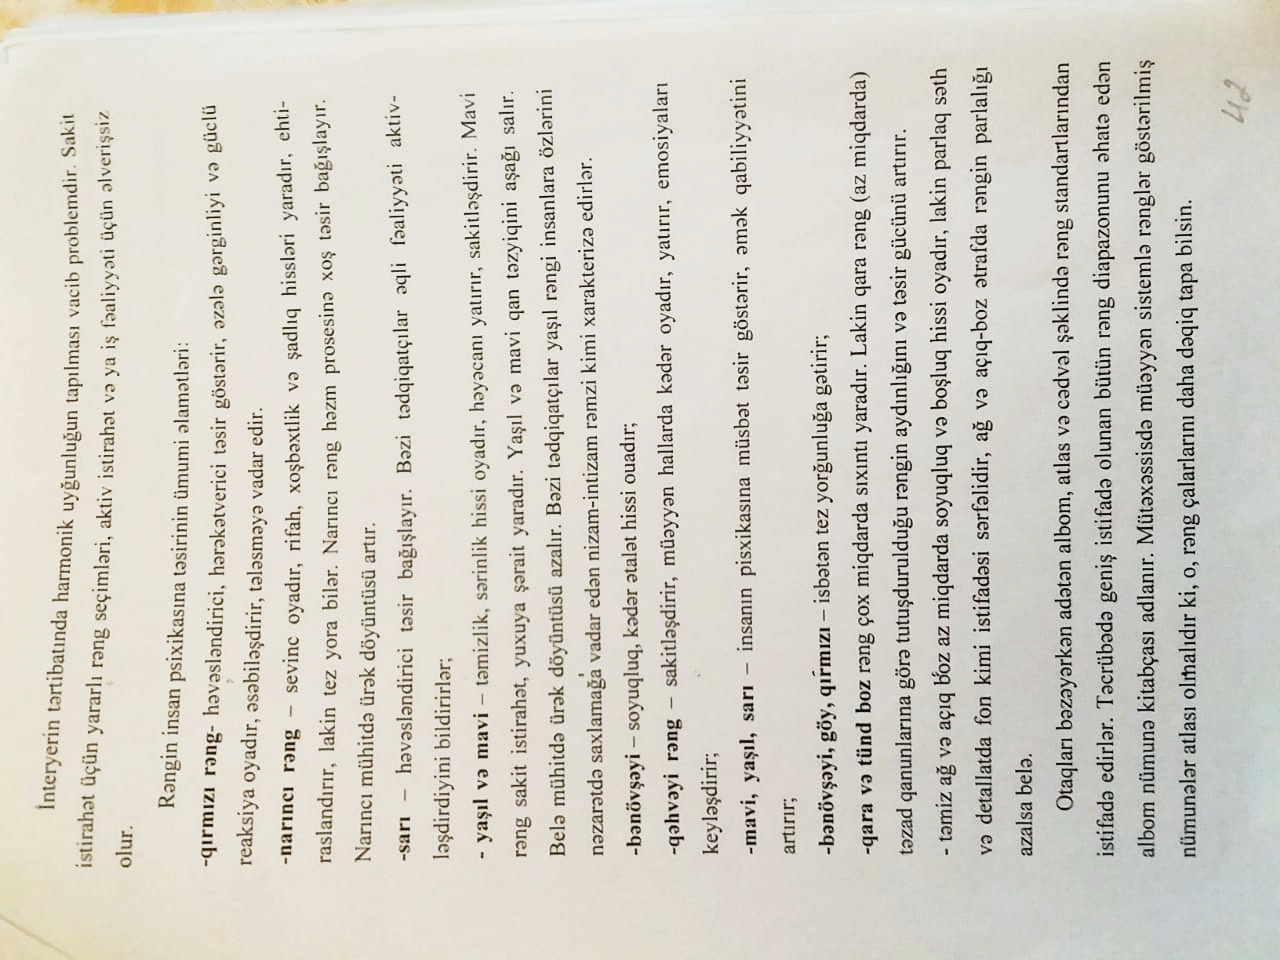 İnteryerin tərtibatında harmonik uyğunluğun tapılması vacib problemdir. Sakit
istirahət üçün yararlı rəng seçimləri, aktiv istirahət və ya iş fəaliyyəti üçün əlverişsiz
olur.
Rəngin insan psixikasına təsirinin ümumi əlamətləri:
-qırmızı rəng- həvəsləndirici, hərəkətverici təsir göstərir, əzələ gərginliyi və güclü
reaksiya oyadır, əsəbiləşdirir, tələsməyə vadar edir.
-narıncı rəng – sevinc oyadır, rifah, xoşbəxtlik və şadlıq hissləri yaradır, ehti-
raslandırır, lakin tez yora bilər. Narıncı rəng həzm prosesinə xoş təsir bağışlayır.
Narıncı mühitdə ürək döyüntüsü artır.
-sarı – həvəsləndirici təsir bağışlayır. Bəzi tədqiqatçılar əqli fəaliyyəti aktiv-
ləşdirdiyini bildirirlər;
- yaşıl və mavi – təmizlik, sərinlik hissi oyadır, həyəcanı yatırır, sakitləşdirir. Mavi
rəng sakit istirahət, yuxuya şərait yaradır. Yaşıl və mavi qan təzyiqini aşağı salır.
Belə mühitdə ürək döyüntüsü azalır. Bəzi tədqiqatçılar yaşıl rəngi insanlara özlərini
nəzarətdə saxlamağa vadar edən nizam-intizam rəmzi kimi xarakterizə edirlər.
-bənövşəyi – soyuqluq, kədər ətalət hissi ouadır;
-qəhvəyi rəng – sakitləşdirir, müəyyən hallarda kədər oyadır, yatırır, emosiyaları
keyləşdirir;
-mavi, yaşıl, sarı – insanın pisxikasına müsbət təsir göstərir, əmək qabiliyyətini
artırır;
-bənövşəyi, göy, qırmızı – isbətən tez yorğunluğa gətirir;
-qara və tünd boz rəng çox miqdarda sıxıntı yaradır. Lakin qara rəng (az miqdarda)
təzad qanunlarına görə tutuşdurulduğu rəngin aydınlığını və təsir gücünü artırır.
- təmiz ağ və açıq boz az miqdarda soyuqluq və boşluq hissi oyadır, lakin parlaq səth
və detallatda fon kimi istifadəsi sərfəlidir, ağ və açıq-boz ətrafda rəngin parlalığı
azalsa belə.
Otaqları bəzəyərkən adətən albom, atlas və cədvəl şəklində rəng standartlarından
istifadə edirlər. Təcrübədə geniş istifadə olunan bütün rəng diapazonunu əhatə edən
albom nümunə kitabçası adlanır. Mütəxəssisdə müəyyən sistemlə rənglər göstərilmiş
nümunələr atlası olmalıdır ki, o, rəng çalarlarını daha dəqiq tapa bilsin.
42